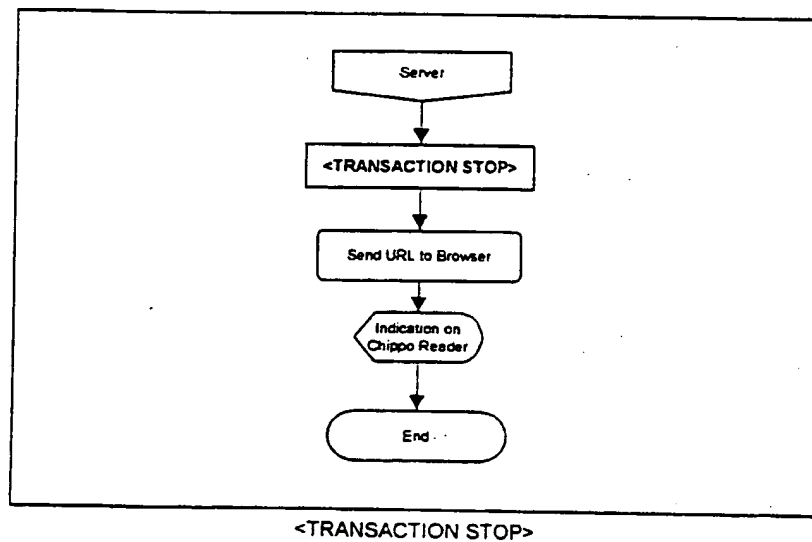 Server
<TRANSACTION STOP>
Send URL to Browser
Indication on
Chippo Reader
End
<TRANSACTION STOP>